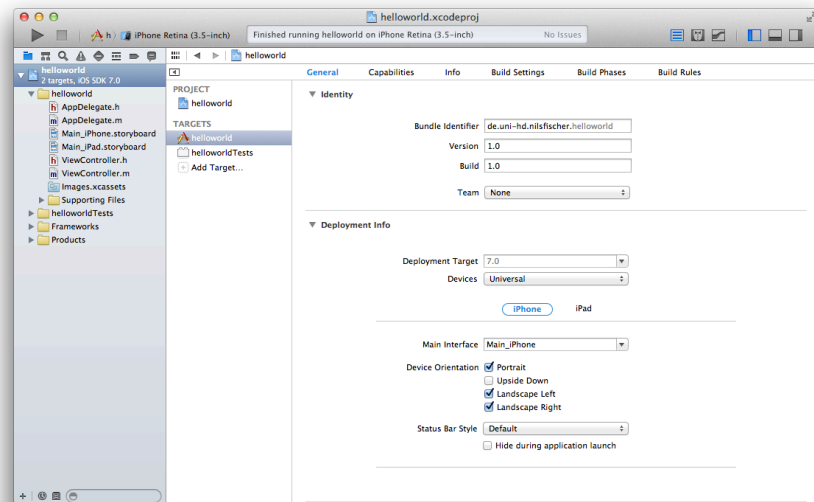 helloworld.xcodeproj
h) iPhone Retina (3.5-inch)
Finished running helloworld on iPhone Retina (3.5-inch) No Issues
helloworld
helloworld
2 targets, iOS SDK 7.0
helloworld
h AppDelegate.h
m AppDelegate.m
Main_iPhone.storyboard
Main_iPad.storyboard
h ViewController.h
m ViewController.m
Images.xcassets
Supporting Files
helloworldTests
Frameworks
Products
PROJECT
helloworld
TARGETS
helloworld
helloworldTests
Add Target...
General Capabilities Info Build Settings Build Phases Build Rules
Identity
Bundle Identifier de.uni-hd.nilsfischer.helloworld
Version 1.0
Build 1.0
Team None
Deployment Info
Deployment Target 7.0
Devices Universal
iPhone iPad
Main Interface Main_iPhone
Device Orientation Portrait
Upside Down
Landscape Left
Landscape Right
Status Bar Style Default
Hide during application launch